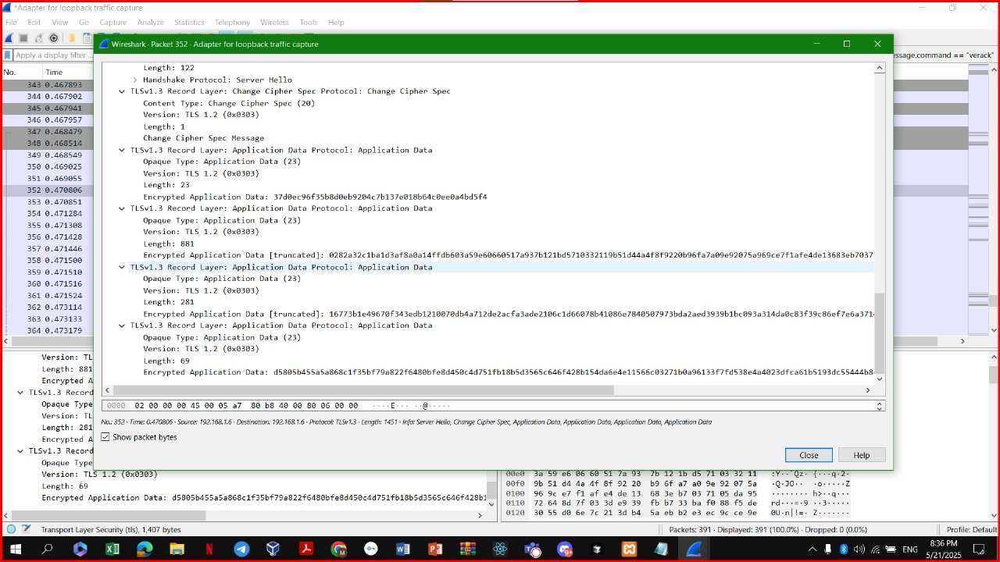 *Adapter for loopback traffic capture
File Edit View Go Capture Analyze Statistics Telephony Wireless Tools Help
Apply a display filter ...
ssage.command == "verack"
No. Time
343 0.467893
344 0.467902
345 0.467941
346 0.467957
347 0.468479
348 0.468514
349 0.468549
350 0.469025
351 0.469055
352 0.470806
353 0.470851
354 0.471284
355 0.471308
356 0.471428
357 0.471446
358 0.471500
359 0.471510
360 0.471516
361 0.471524
362 0.473114
363 0.473133
364 0.473179
Wireshark · Packet 352 · Adapter for loopback traffic capture
Length: 122
Handshake Protocol: Server Hello
TLSv1.3 Record Layer: Change Cipher Spec Protocol: Change Cipher Spec
Content Type: Change Cipher Spec (20)
Version: TLS 1.2 (0x0303)
Length: 1
Change Cipher Spec Message
TLSv1.3 Record Layer: Application Data Protocol: Application Data
Opaque Type: Application Data (23)
Version: TLS 1.2 (0x0303)
Length: 23
Encrypted Application Data: 37d0ec96f35b8d0eb9204c7b137e018b64c0ee0a4bd5f4
TLSv1.3 Record Layer: Application Data Protocol: Application Data
Opaque Type: Application Data (23)
Version: TLS 1.2 (0x0303)
Length: 881
Encrypted Application Data [truncated]: 0282a32c1ba1d3af8a0a14ffdb603a59e60660517a937b121bd5710332119b51d44a4f8f9220b96fa7a09e92075a969ce7f1afe4de13683eb7037
TLSv1.3 Record Layer: Application Data Protocol: Application Data
Opaque Type: Application Data (23)
Version: TLS 1.2 (0x0303)
Length: 281
Encrypted Application Data [truncated]: 16773b1e49670f343edb1210070db4a712de2acfa3ade2106c1d66078b41086e7840507973bda2aed3939b1bc093a314da0c83f39c86ef7e6a3714
TLSv1.3 Record Layer: Application Data Protocol: Application Data
Opaque Type: Application Data (23)
Version: TLS 1.2 (0x0303)
Length: 69
Encrypted Application Data: d5805b455a5a868c1f35bf79a822f6480bfe8d450c4d751fb18b5d3565c646f428b154da6e4e11566c03271b0a96133f7fd538e4a4023dfca61b5193dc55444b8
0000 02 00 00 00 45 00 05 a7 80 b8 40 00 80 06 00 00 ····E··· ··@·····
No.: 352 · Time: 0.470806 · Source: 192.168.1.6 · Destination: 192.168.1.6 · Protocol: TLSv1.3 · Length: 1451 · Info: Server Hello, Change Cipher Spec, Application Data, Application Data, Application Data, Application Data
Show packet bytes
Close Help
Version: TL
Length: 881
Encrypted A
TLSv1.3 Record
Opaque Type
Version: TL
Length: 281
Encrypted A
TLSv1.3 Record
Opaque Type
Version: TLS 1.2 (0x0303)
Length: 69
Encrypted Application Data: d5805b455a5a868c1f35bf79a822f6480bfe8d450c4d751fb18b5d3565c646f428b1
00e0 3a 59 e6 06 60 51 7a 93 7b 12 1b d5 71 03 32 11 :Y··`Qz· {···q·2·
00f0 9b 51 d4 4a 4f 8f 92 20 b9 6f a7 a0 9e 92 07 5a ·Q·JO·· ·o·····Z
0100 96 9c e7 f1 af e4 de 13 68 3e b7 03 71 05 da 95 ········ h>··q···
0110 72 64 8d 7f 03 3d e9 39 fb b7 33 ba f0 88 f5 de rd···=·9 ··3·····
0120 30 55 d0 6e 7c 21 3d b4 5a eb b2 e3 ec 9c ce 9e 0U·n|!=· Z·······
Transport Layer Security (tls), 1,407 bytes
Packets: 391 · Displayed: 391 (100.0%) · Dropped: 0 (0.0%)
Profile: Default
ENG
8:36 PM
5/21/2025